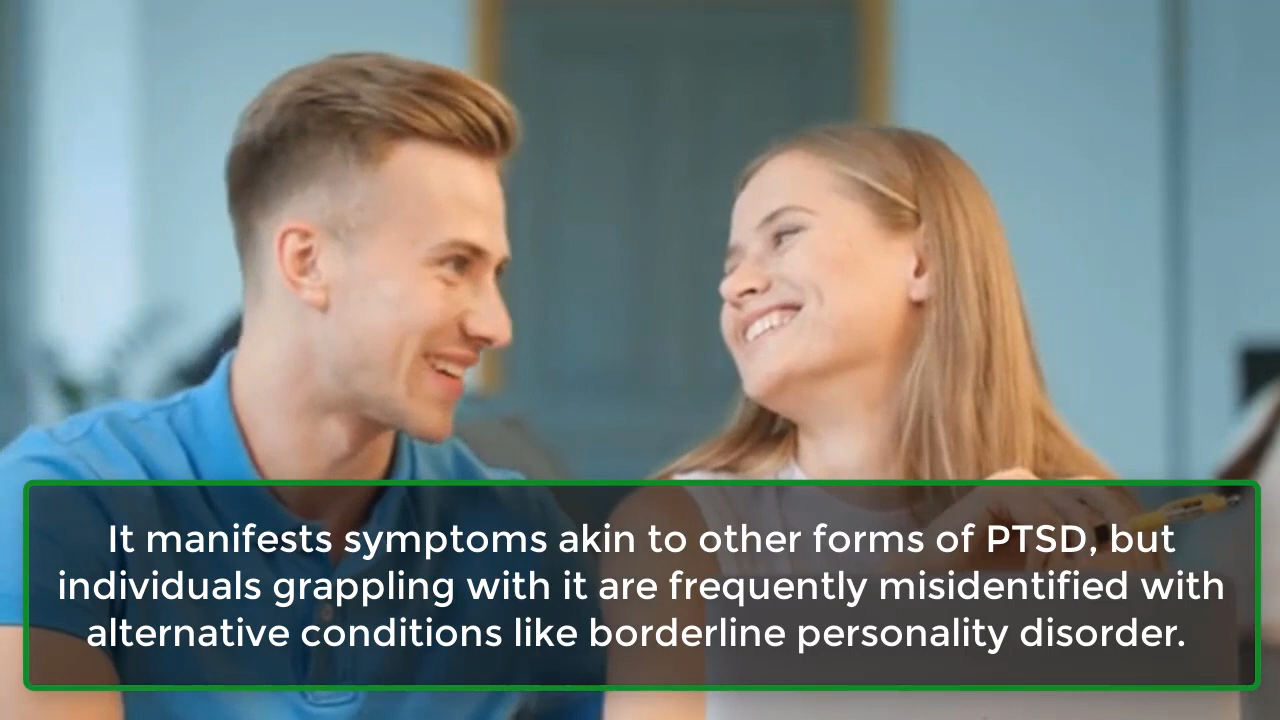 It manifests symptoms akin to other forms of PTSD, but
individuals grappling with it are frequently misidentified with
alternative conditions like borderline personality disorder.